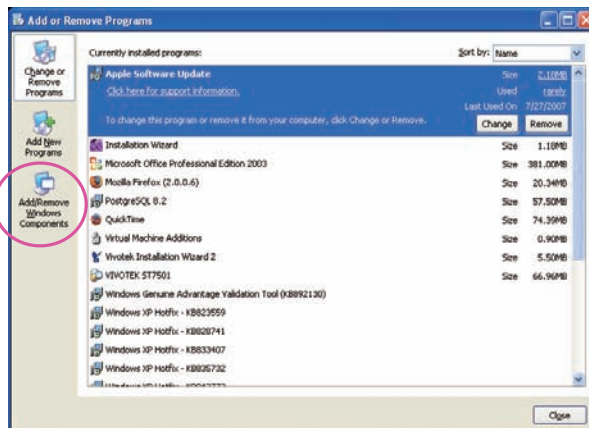 Add or Remove Programs
Change or
Remove
Programs
Add New
Programs
Add/Remove
Windows
Components
Currently installed programs:
Sort by: Name
Apple Software Update Size 2.10MB
Click here for support information. Used rarely
Last Used On 7/27/2007
To change this program or remove it from your computer, click Change or Remove. Change Remove
Installation Wizard Size 1.18MB
Microsoft Office Professional Edition 2003 Size 381.00MB
Mozilla Firefox (2.0.0.6) Size 20.34MB
PostgreSQL 8.2 Size 57.50MB
QuickTime Size 74.39MB
Virtual Machine Additions Size 0.90MB
Vivotek Installation Wizard 2 Size 5.50MB
VIVOTEK ST7501 Size 66.96MB
Windows Genuine Advantage Validation Tool (KB892130)
Windows XP Hotfix - KB823559
Windows XP Hotfix - KB828741
Windows XP Hotfix - KB833407
Windows XP Hotfix - KB835732
Close